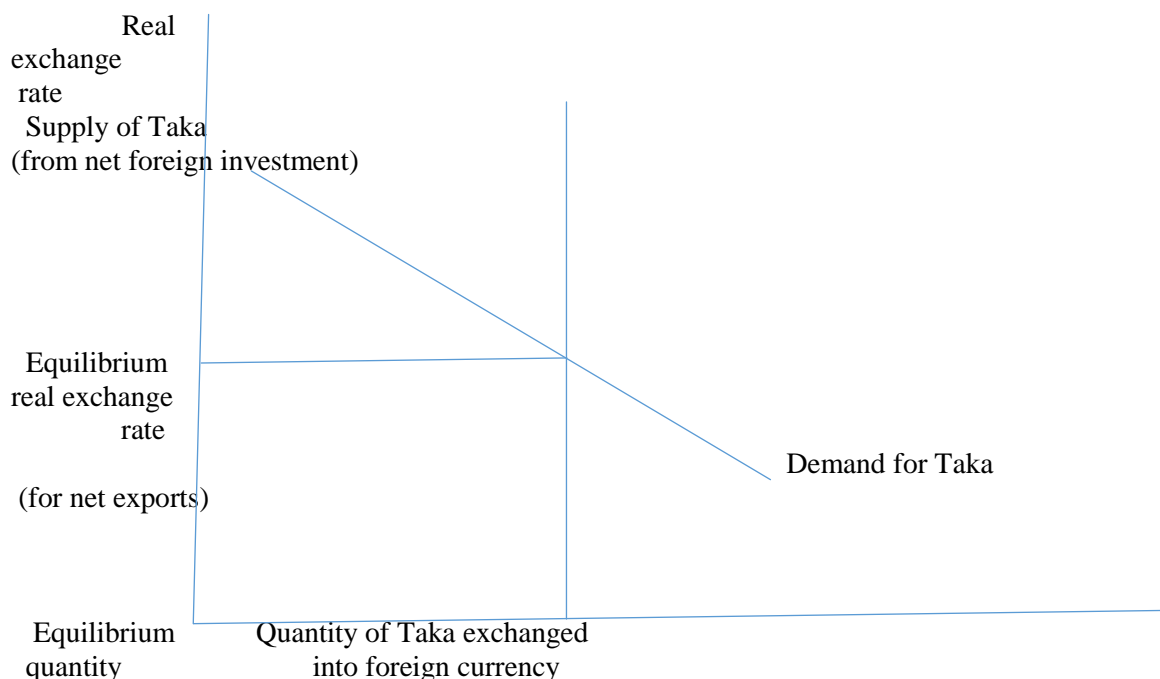 Real
exchange
rate
Supply of Taka
(from net foreign investment)
Equilibrium
real exchange
rate
Demand for Taka
(for net exports)
Equilibrium Quantity of Taka exchanged
quantity into foreign currency